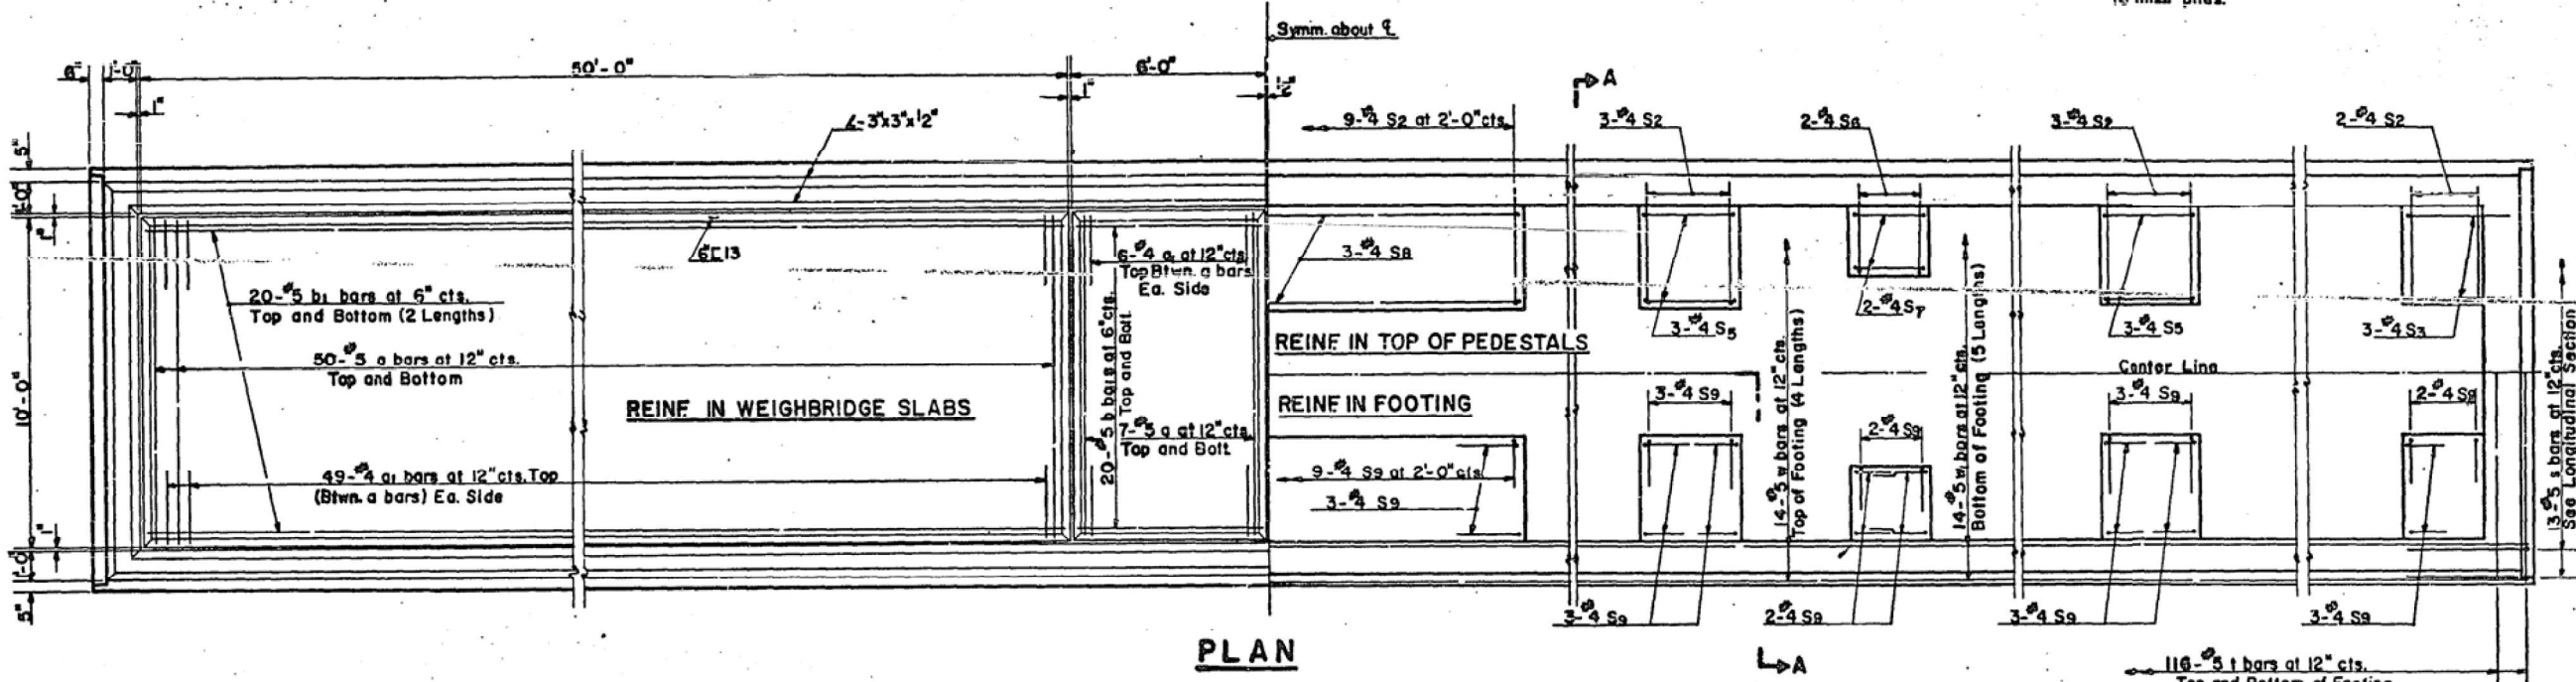 Symm. about ℄
6"
1'-0"
50'-0"
6'-0"
1"
1"
½"
A
∠-3"x3"x½"
9-#4 S2 at 2'-0"cts.
3-#4 S2
2-#4 S6
3-#4 S2
2-#4 S2
5"
1'-0"
1"
6"⊏13
3-#4 S8
6-#4 a₁ at 12"cts.
Top Btwn. a bars
Ea. Side
20-#5 b₁ bars at 6" cts.
Top and Bottom (2 Lengths)
2-#4 S7
3-#4 S5
3-#4 S5
3-#4 S3
REINF. IN TOP OF PEDESTALS
50-#5 a bars at 12" cts.
Top and Bottom
Center Line
10'-0"
20-#5 b bars at 6"cts.
Top and Bott.
14-#5 w bars at 12"cts.
Top of Footing (4 Lengths)
14-#5 w₁ bars at 12"cts.
Bottom of Footing (5 Lengths)
13-#5 s bars at 12"cts.
See Longitudinal Section
REINF. IN WEIGHBRIDGE SLABS
REINF. IN FOOTING
3-#4 S9
3-#4 S9
2-#4 S9
7-#5 a at 12"cts.
Top and Bott.
2-#4 S9
49-#4 a₁ bars at 12"cts. Top
(Btwn. a bars) Ea. Side
9-#4 S9 at 2'-0"cts.
3-#4 S9
1"
1'-0"
5"
3-#4 S9
2-#4 S9
3-#4 S9
3-#4 S9
PLAN
A
116-#5 t bars at 12" cts.
Top and Bottom of Footing